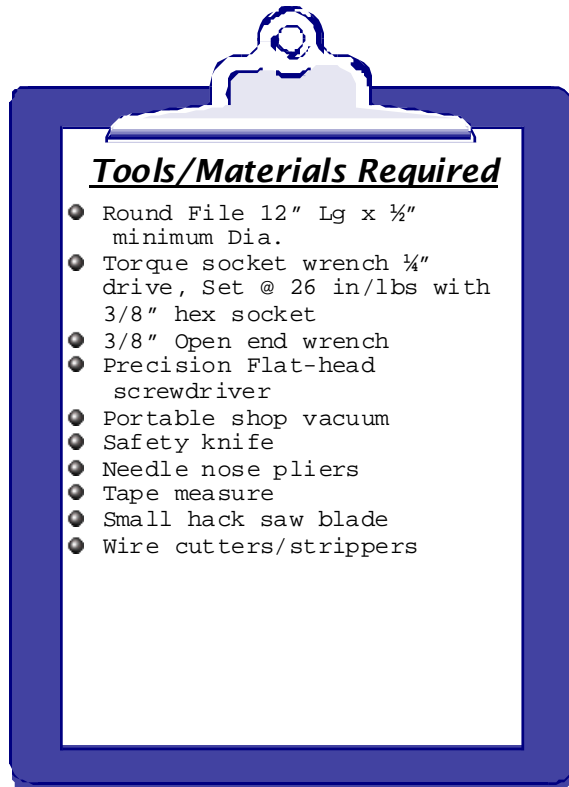 Tools/Materials Required
Round File 12" Lg x ½"
minimum Dia.
Torque socket wrench ¼"
drive, Set @ 26 in/lbs with
3/8" hex socket
3/8" Open end wrench
Precision Flat-head
screwdriver
Portable shop vacuum
Safety knife
Needle nose pliers
Tape measure
Small hack saw blade
Wire cutters/strippers